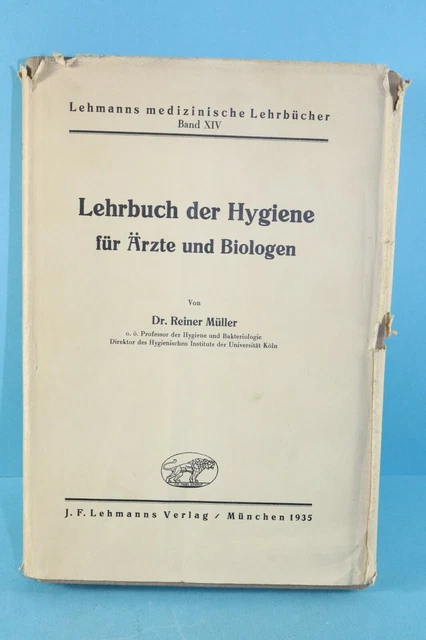 Lehmanns medizinische Lehrbücher
Band XIV
Lehrbuch der Hygiene
für Ärzte und Biologen
Von
Dr. Reiner Müller
o. ö. Professor der Hygiene und Bakteriologie
Direktor des Hygienischen Instituts der Universität Köln
J. F. Lehmanns Verlag / München 1935